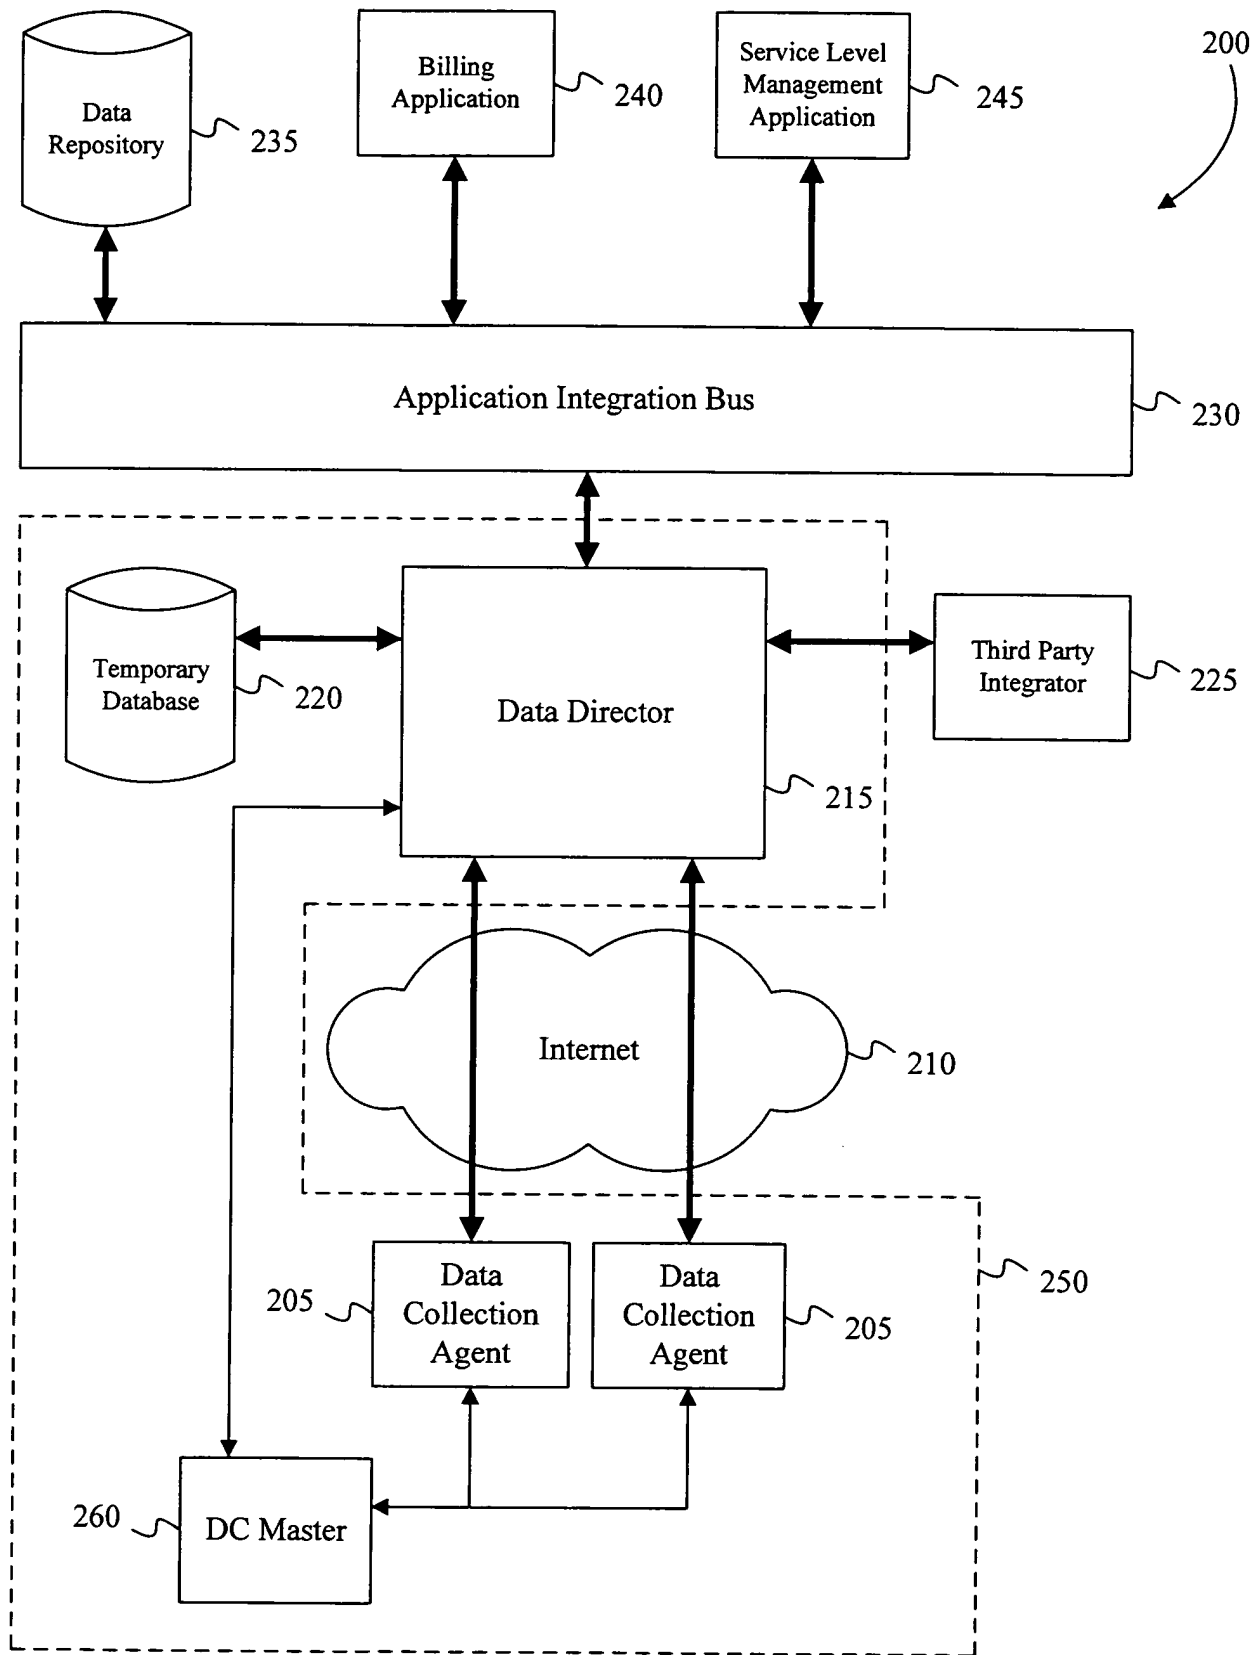 Data
Repository
235
Billing
Application
240
Service Level
Management
Application
245
200
Application Integration Bus
230
Temporary
Database
220
Data Director
215
Third Party
Integrator
225
Internet
210
Data
Collection
Agent
205
Data
Collection
Agent
205
250
DC Master
260